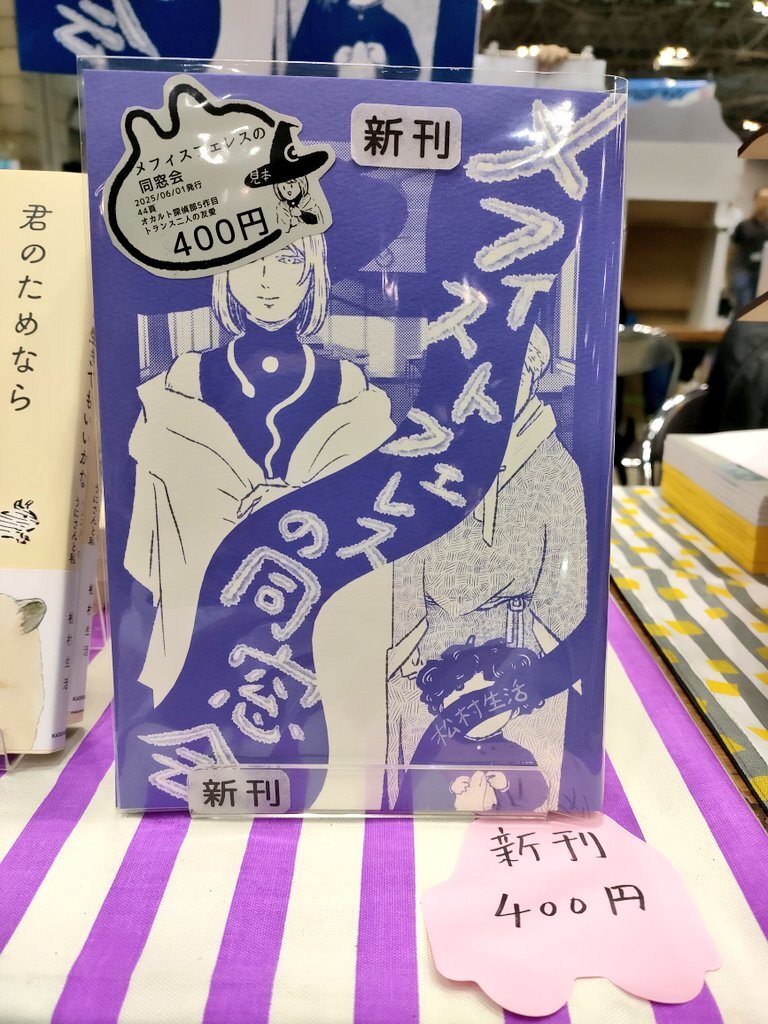 メフィストフェレスの
同窓会
2025/06/01発行
44頁
オカルト探偵部5作目
トランス二人の友愛
400円
見本
新刊
メフィストフェレス
の同窓会
松村生活
新刊
新刊
400円
君のためなら
松村生活